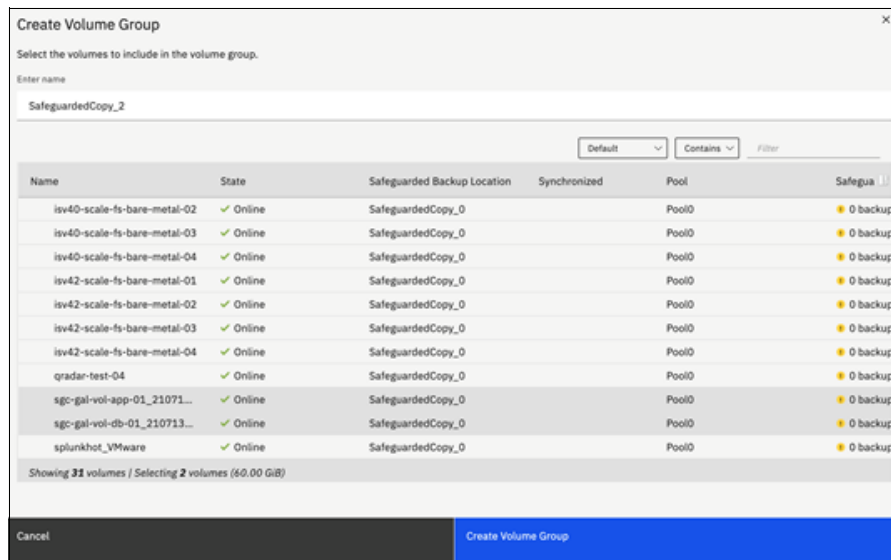 Create Volume Group
×
Select the volumes to include in the volume group.
Enter name
SafeguardedCopy_2
Default Contains Filter
Name State Safeguarded Backup Location Synchronized Pool Safegua
isv40-scale-fs-bare-metal-02 Online SafeguardedCopy_0 Pool0 0 backup
isv40-scale-fs-bare-metal-03 Online SafeguardedCopy_0 Pool0 0 backup
isv40-scale-fs-bare-metal-04 Online SafeguardedCopy_0 Pool0 0 backup
isv42-scale-fs-bare-metal-01 Online SafeguardedCopy_0 Pool0 0 backup
isv42-scale-fs-bare-metal-02 Online SafeguardedCopy_0 Pool0 0 backup
isv42-scale-fs-bare-metal-03 Online SafeguardedCopy_0 Pool0 0 backup
isv42-scale-fs-bare-metal-04 Online SafeguardedCopy_0 Pool0 0 backup
qradar-test-04 Online SafeguardedCopy_0 Pool0 0 backup
sgc-gal-vol-app-01_21071... Online SafeguardedCopy_0 Pool0 0 backup
sgc-gal-vol-db-01_210713... Online SafeguardedCopy_0 Pool0 0 backup
splunkhot_VMware Online SafeguardedCopy_0 Pool0 0 backup
Showing 31 volumes | Selecting 2 volumes (60.00 GiB)
Cancel Create Volume Group